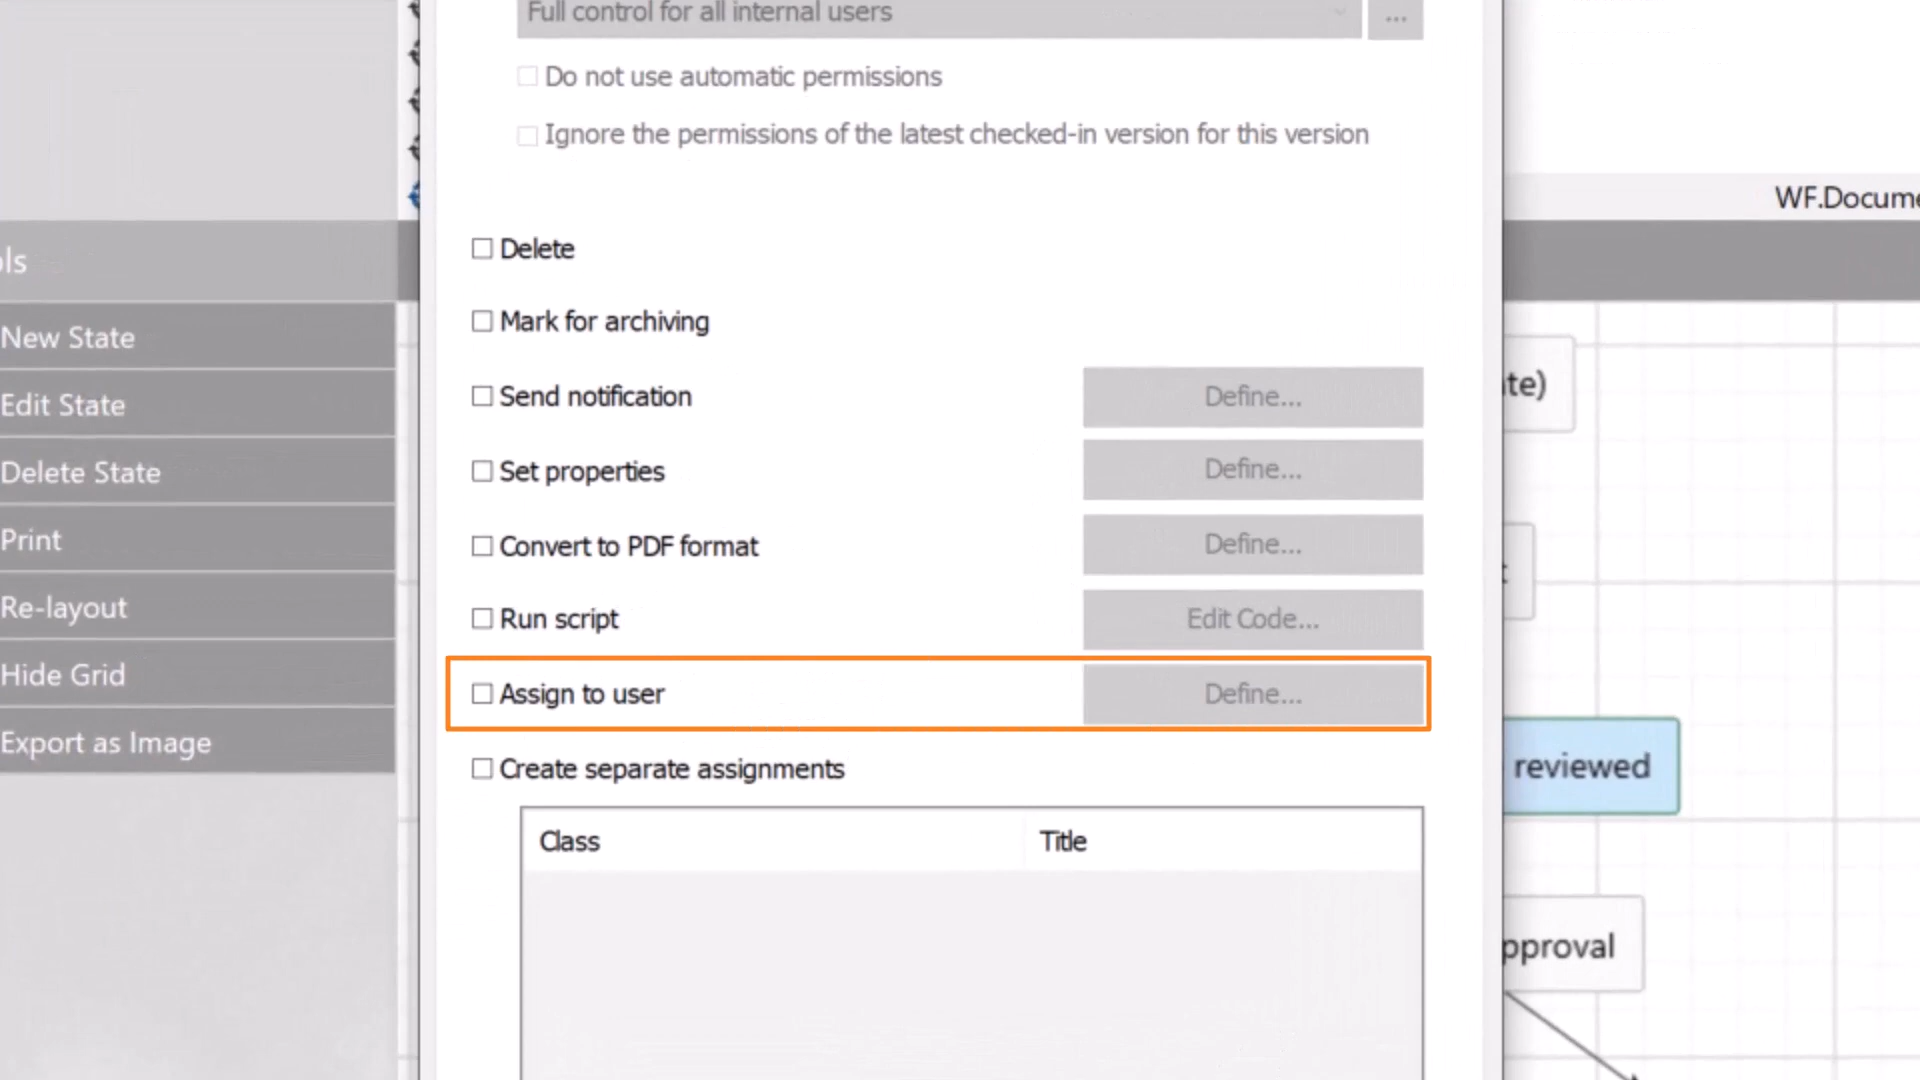 Full control for all internal users
...
Do not use automatic permissions
Ignore the permissions of the latest checked-in version for this version
WF.Docume
Delete
ols
Mark for archiving
New State
te)
Send notification
Define...
Edit State
Set properties
Define...
Delete State
Convert to PDF format
Define...
Print
Run script
Edit Code...
Re-layout
Assign to user
Define...
Hide Grid
Create separate assignments
reviewed
Export as Image
Class
Title
pproval